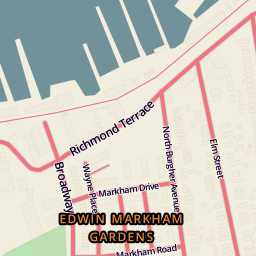 Richmond Terrace
Broadway
Wayne Place
North Burgher Avenue
Elm Street
Markham Drive
EDWIN MARKHAM
GARDENS
Markham Road